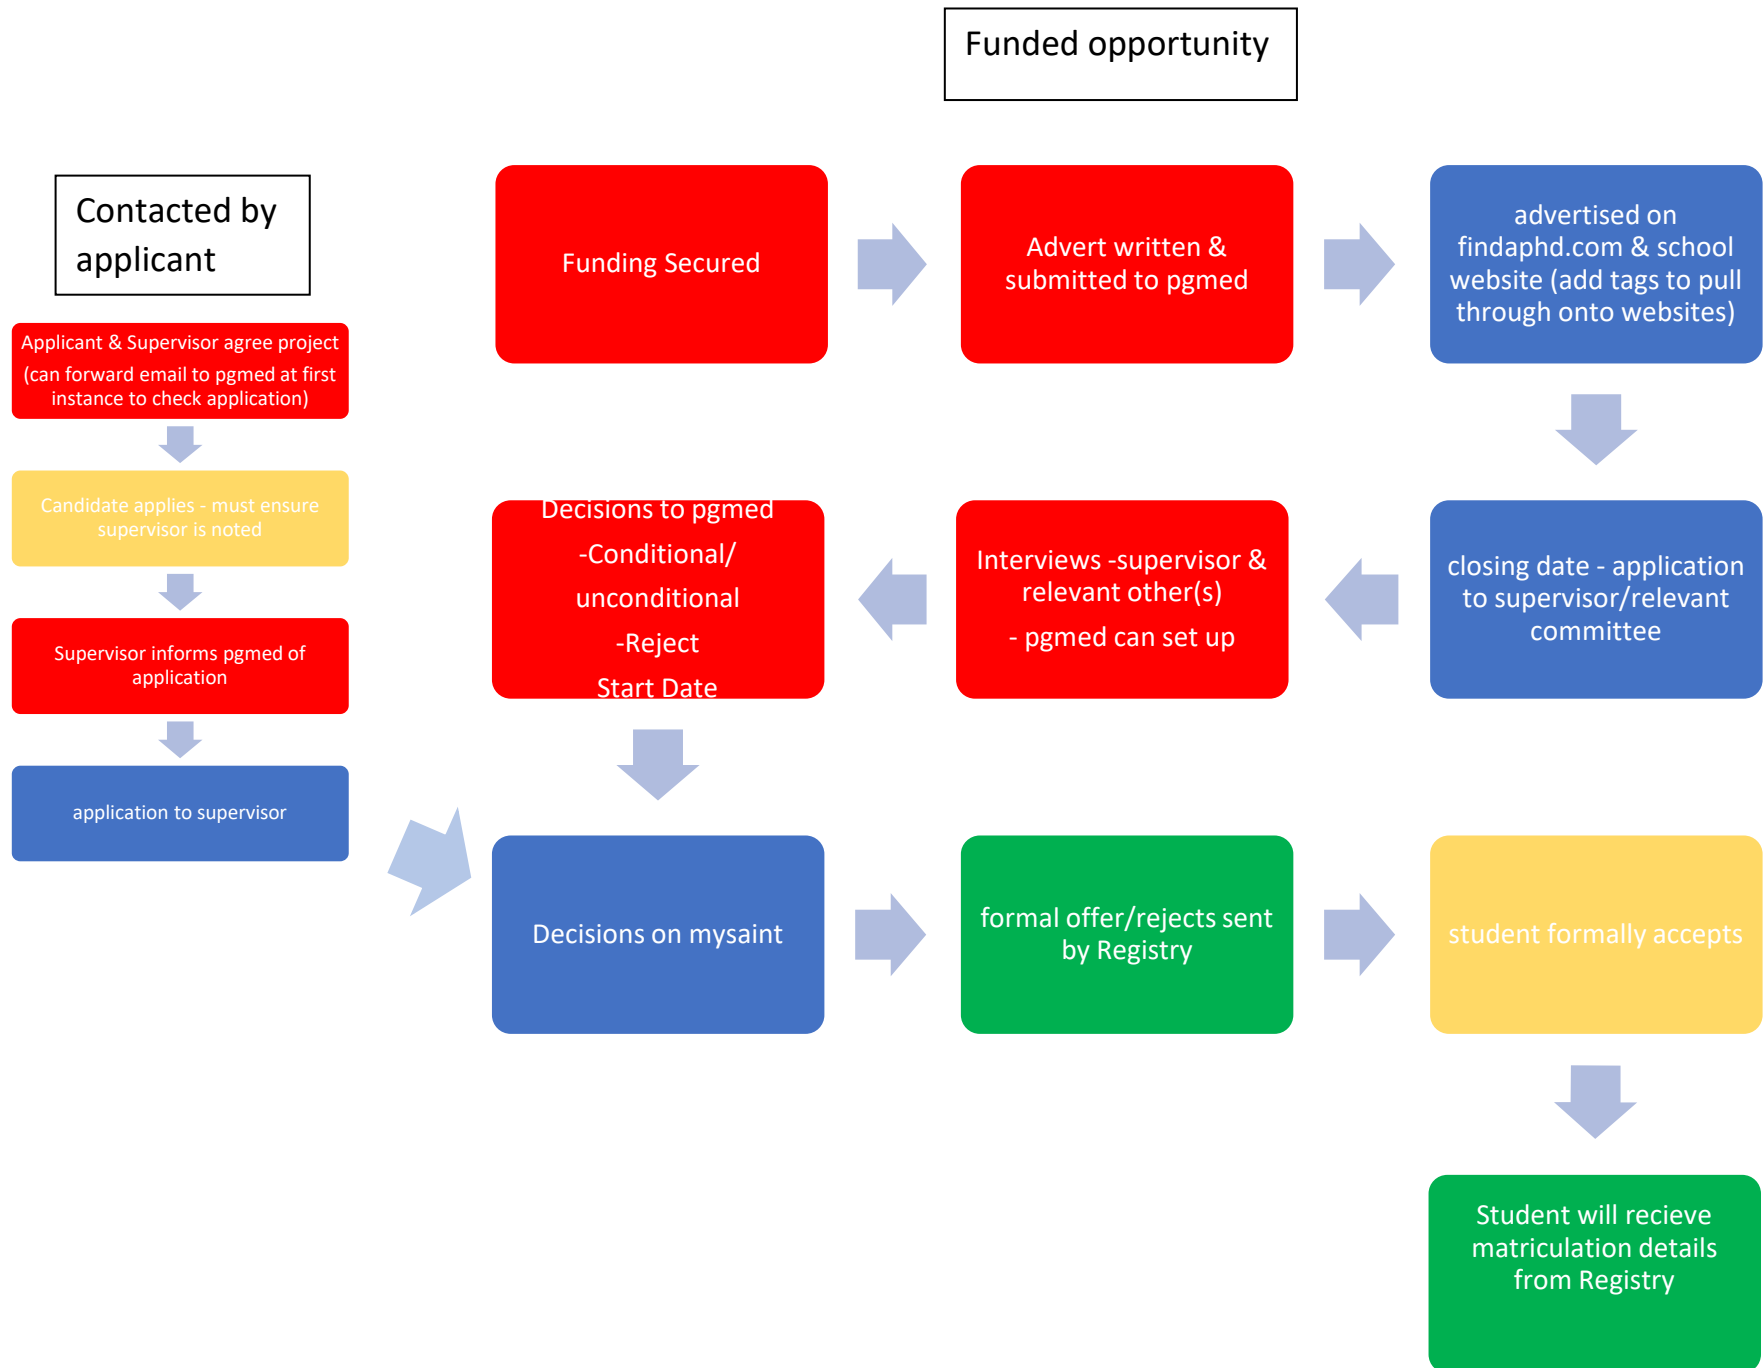 Funded opportunity
Contacted by
applicant
Applicant & Supervisor agree project
(can forward email to pgmed at first
instance to check application)
Candidate applies - must ensure
supervisor is noted
Supervisor informs pgmed of
application
application to supervisor
Funding Secured
Advert written &
submitted to pgmed
advertised on
findaphd.com & school
website (add tags to pull
through onto websites)
closing date - application
to supervisor/relevant
committee
Interviews -supervisor &
relevant other(s)
- pgmed can set up
Decisions to pgmed
-Conditional/
unconditional
-Reject
Start Date
Decisions on mysaint
formal offer/rejects sent
by Registry
student formally accepts
Student will recieve
matriculation details
from Registry